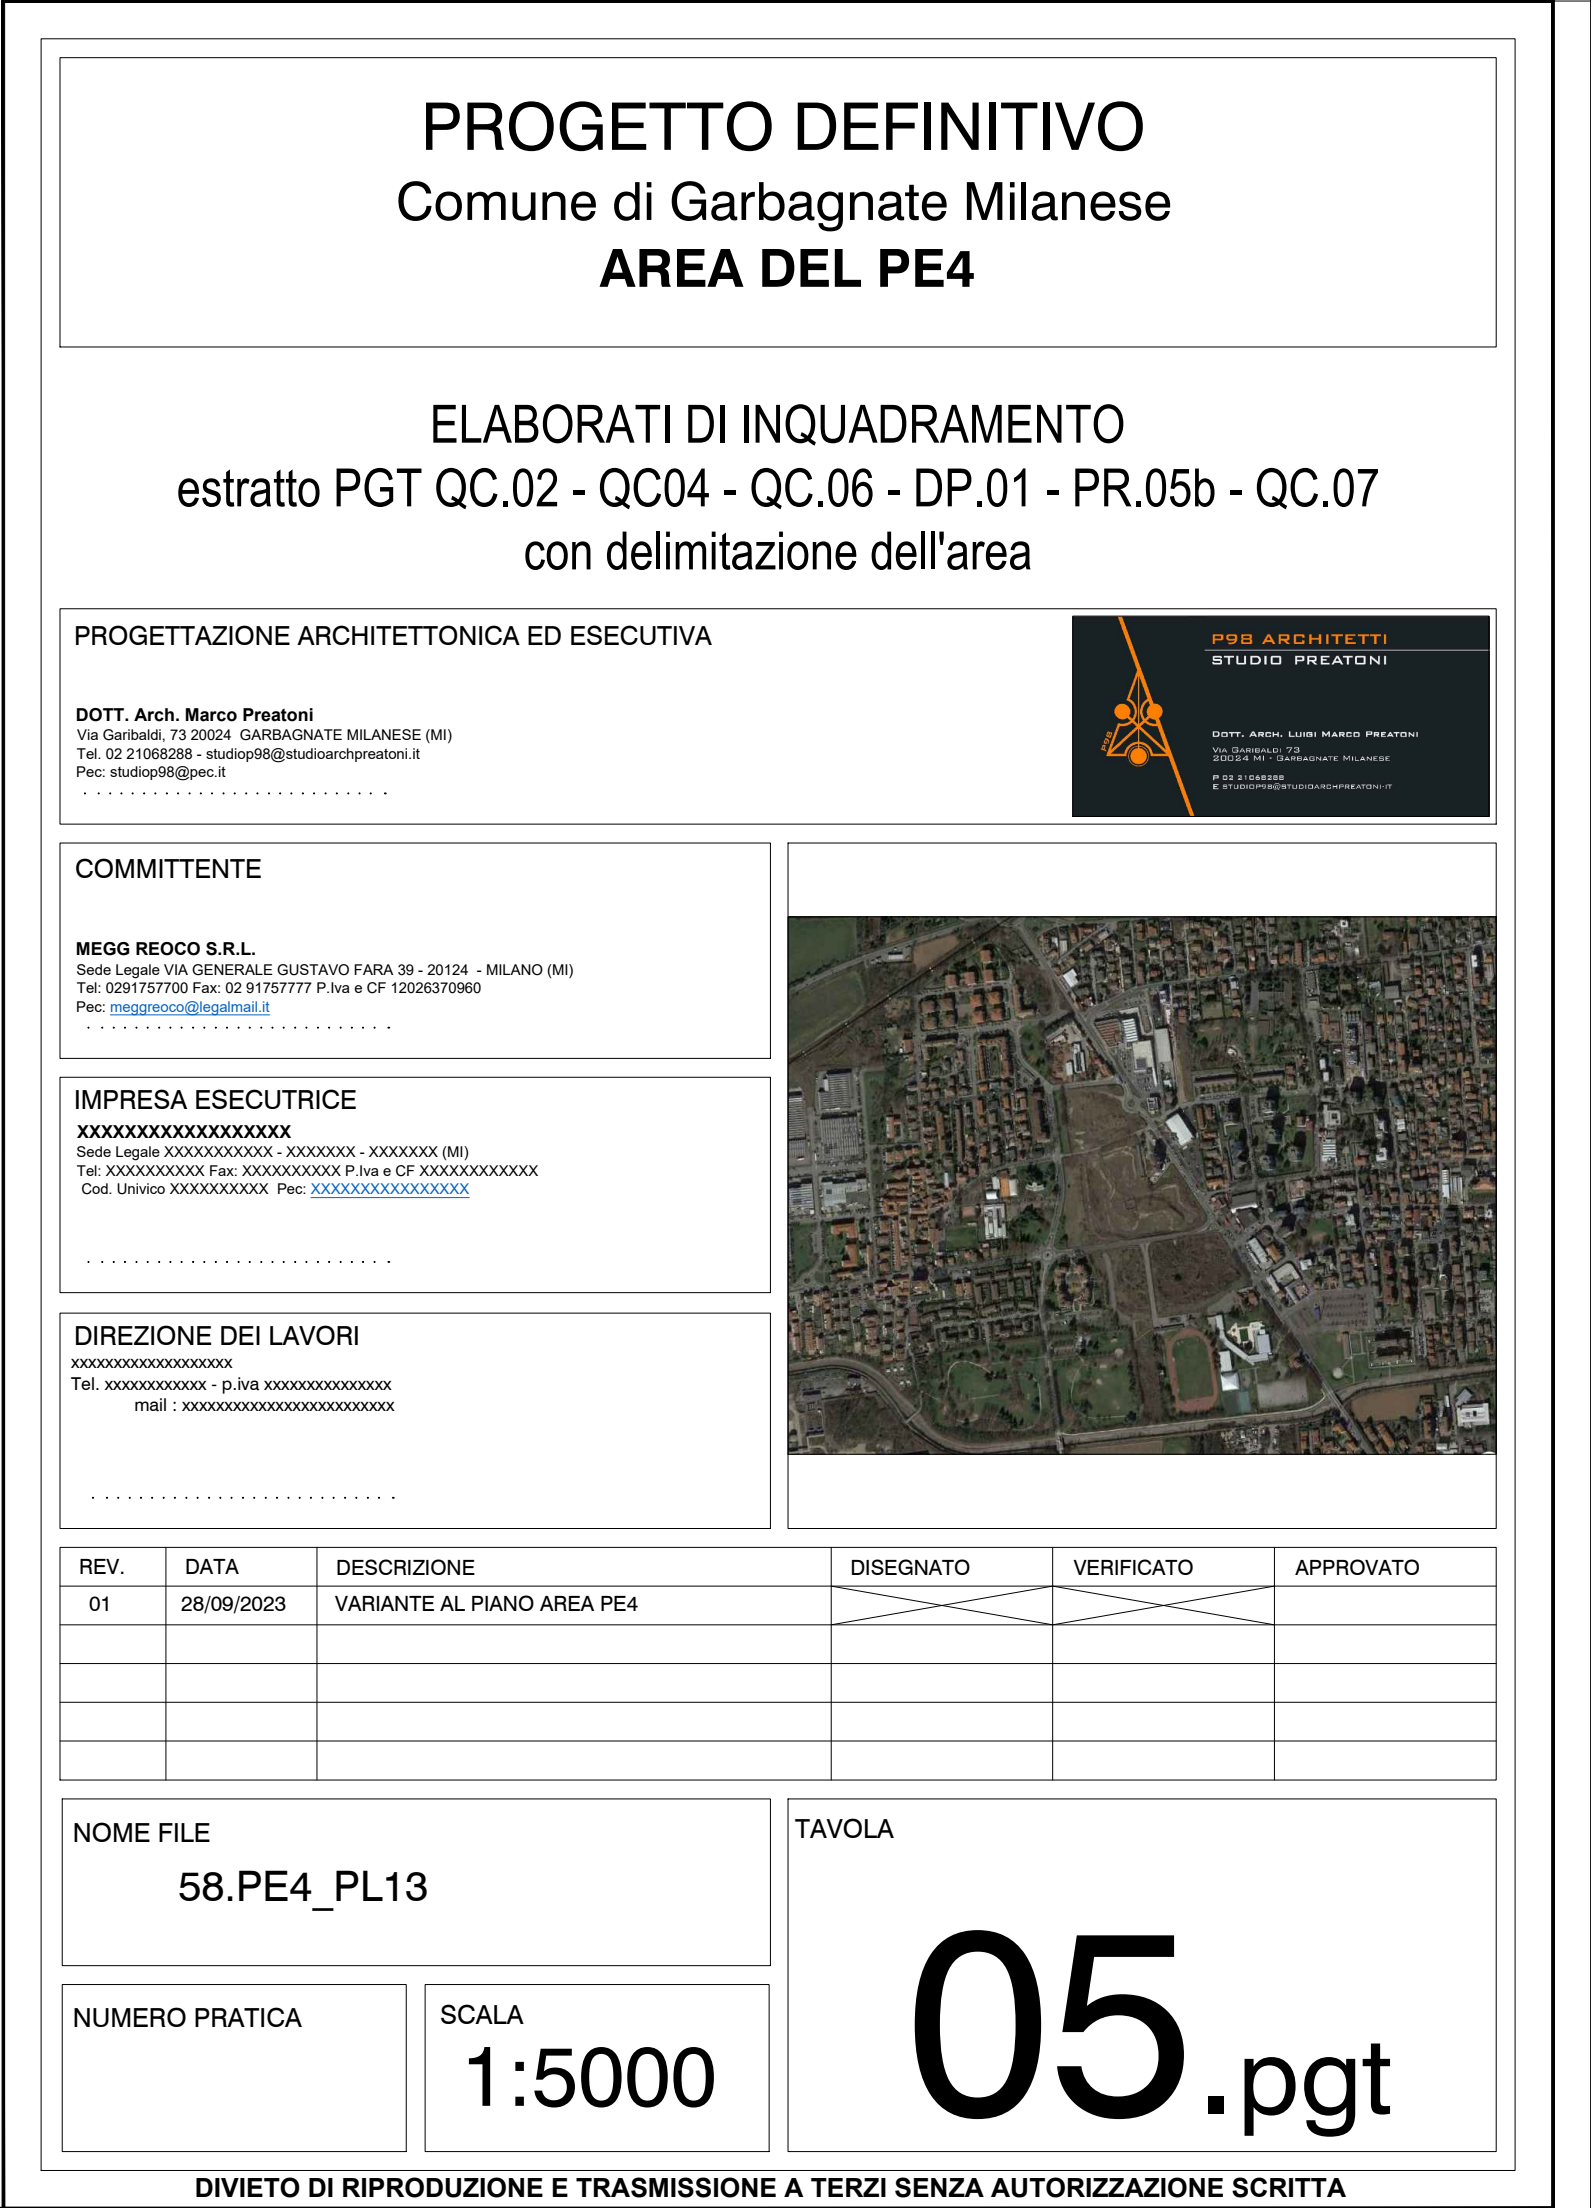 PROGETTO DEFINITIVO
Comune di Garbagnate Milanese
AREA DEL PE4
ELABORATI DI INQUADRAMENTO
estratto PGT QC.02 - QC04 - QC.06 - DP.01 - PR.05b - QC.07
con delimitazione dell'area
PROGETTAZIONE ARCHITETTONICA ED ESECUTIVA
DOTT. Arch. Marco Preatoni
Via Garibaldi, 73 20024 GARBAGNATE MILANESE (MI)
Tel. 02 21068288 - studiop98@studioarchpreatoni.it
Pec: studiop98@pec.it
P98 ARCHITETTI
STUDIO PREATONI
P98
DOTT. ARCH. LUIGI MARCO PREATONI
VIA GARIBALDI 73
20024 MI - GARBAGNATE MILANESE
P 02 21068288
E STUDIOP98@STUDIOARCHPREATONI.IT
COMMITTENTE
MEGG REOCO S.R.L.
Sede Legale VIA GENERALE GUSTAVO FARA 39 - 20124 - MILANO (MI)
Tel: 0291757700 Fax: 02 91757777 P.Iva e CF 12026370960
Pec: meggreoco@legalmail.it
IMPRESA ESECUTRICE
XXXXXXXXXXXXXXXXXX
Sede Legale XXXXXXXXXXX - XXXXXXX - XXXXXXX (MI)
Tel: XXXXXXXXXX Fax: XXXXXXXXXX P.Iva e CF XXXXXXXXXXXX
Cod. Univico XXXXXXXXXX Pec: XXXXXXXXXXXXXXXX
DIREZIONE DEI LAVORI
xxxxxxxxxxxxxxxxxxx
Tel. xxxxxxxxxxxx - p.iva xxxxxxxxxxxxxxx
mail : xxxxxxxxxxxxxxxxxxxxxxxxx
REV. DATA DESCRIZIONE DISEGNATO VERIFICATO APPROVATO
01 28/09/2023 VARIANTE AL PIANO AREA PE4
NOME FILE
58.PE4_PL13
NUMERO PRATICA
SCALA
1:5000
TAVOLA
05.pgt
DIVIETO DI RIPRODUZIONE E TRASMISSIONE A TERZI SENZA AUTORIZZAZIONE SCRITTA